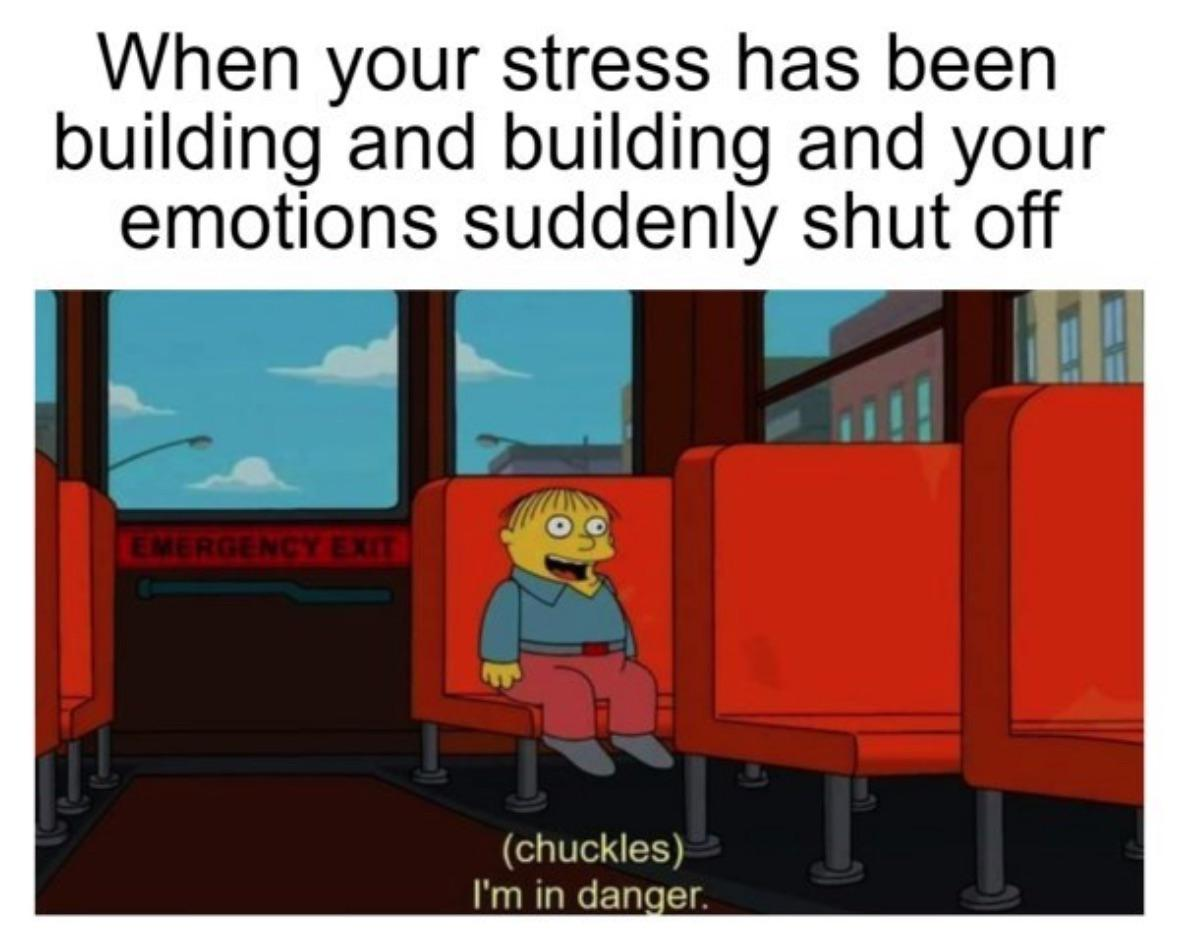 When your stress has been
building and building and your
emotions suddenly shut off
EMERGENCY EXIT
(chuckles)
I'm in danger.